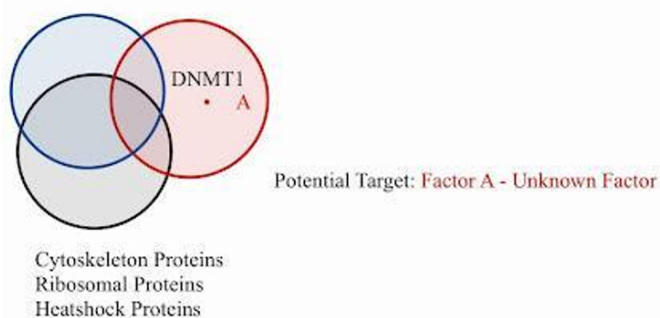 DNMT1
A
Potential Target: Factor A - Unknown Factor
Cytoskeleton Proteins
Ribosomal Proteins
Heatshock Proteins